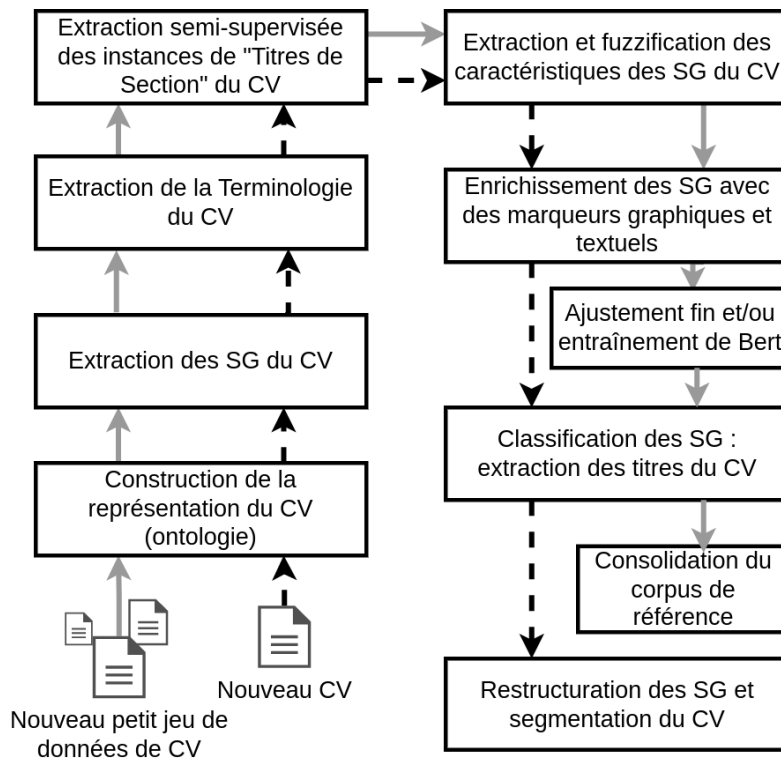 Extraction semi-supervisée
des instances de "Titres de
Section" du CV
Extraction de la Terminologie
du CV
Extraction des SG du CV
Construction de la
représentation du CV
(ontologie)
Nouveau petit jeu de
données de CV
Nouveau CV
Extraction et fuzzification des
caractéristiques des SG du CV
Enrichissement des SG avec
des marqueurs graphiques et
textuels
Ajustement fin et/ou
entraînement de Bert
Classification des SG :
extraction des titres du CV
Consolidation du
corpus de
référence
Restructuration des SG et
segmentation du CV